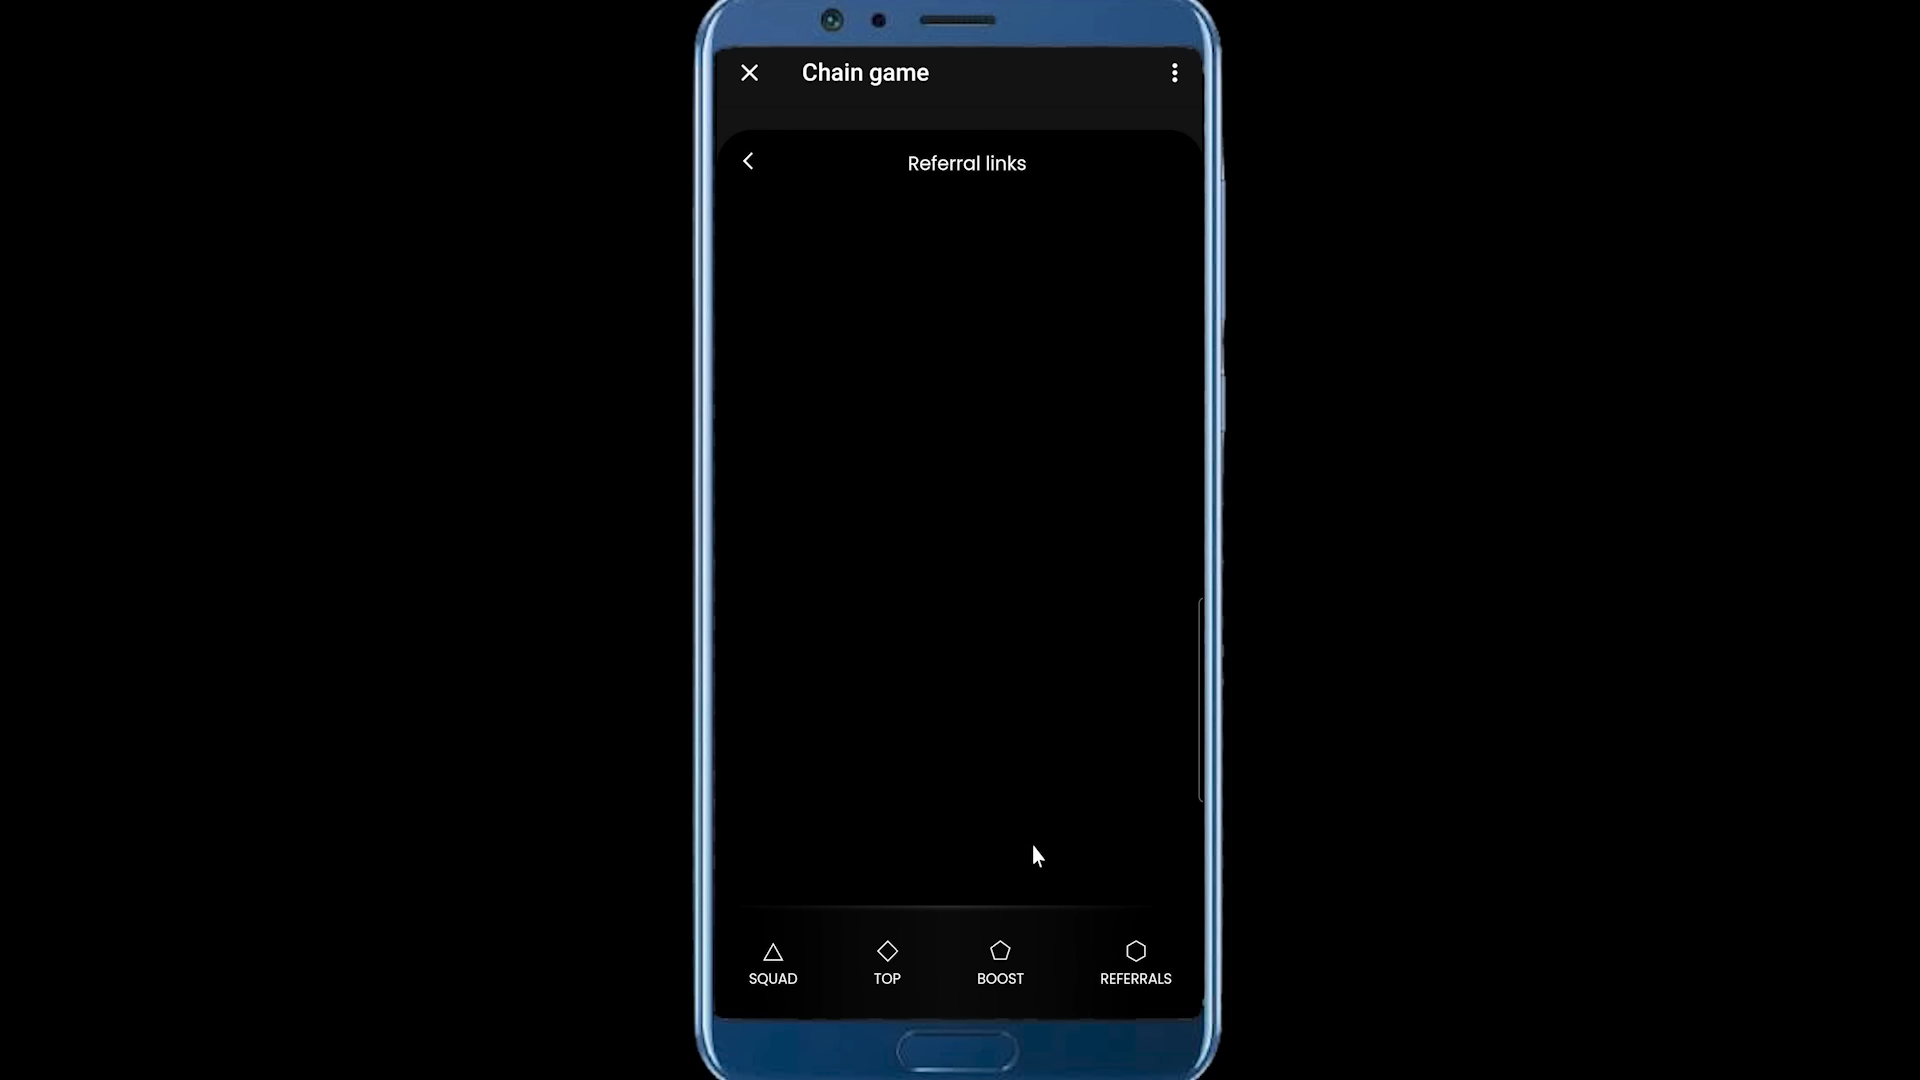 Chain game
Referral links
SQUAD
TOP
BOOST
REFERRALS